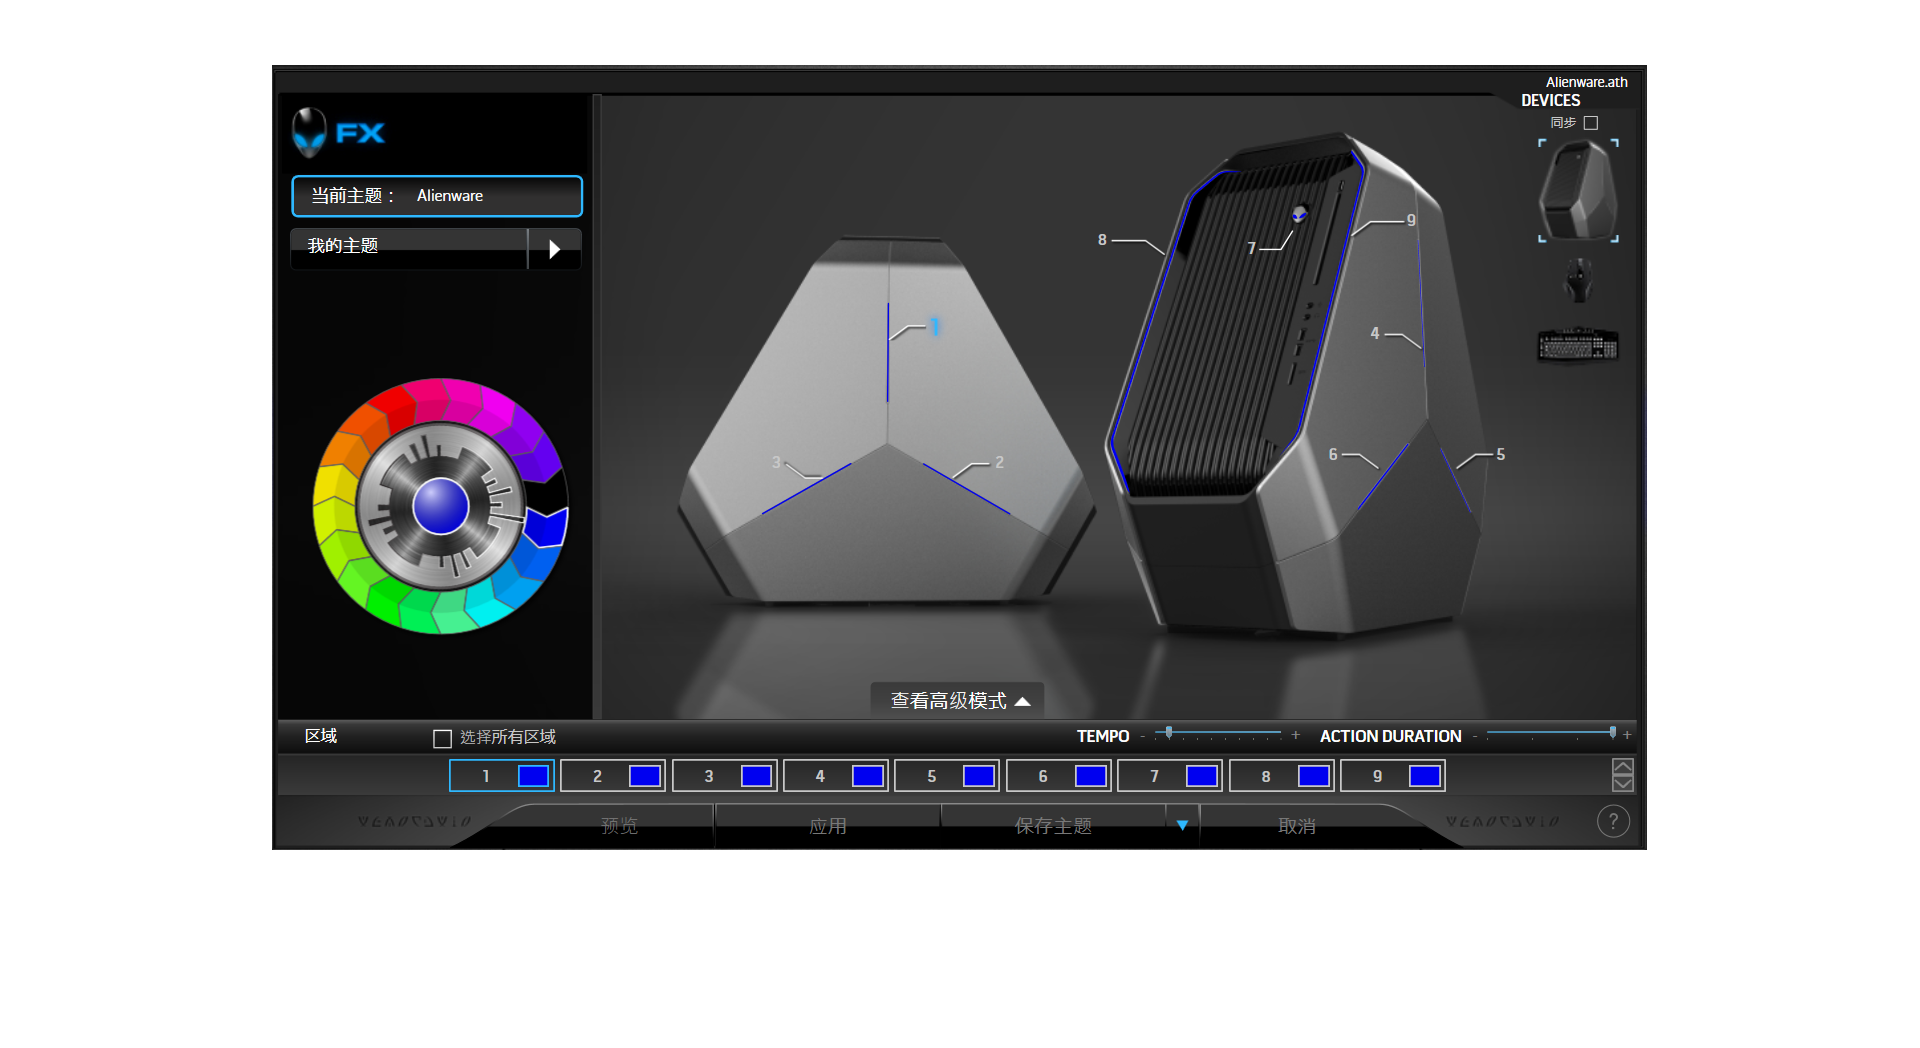 Alienware.ath
DEVICES
同步
FX
当前主题： Alienware
我的主题
8
7
9
1
4
3
2
6
5
查看高级模式
区域
选择所有区域
TEMPO - +
ACTION DURATION - +
1 2 3 4 5 6 7 8 9
预览 应用 保存主题 取消 ?